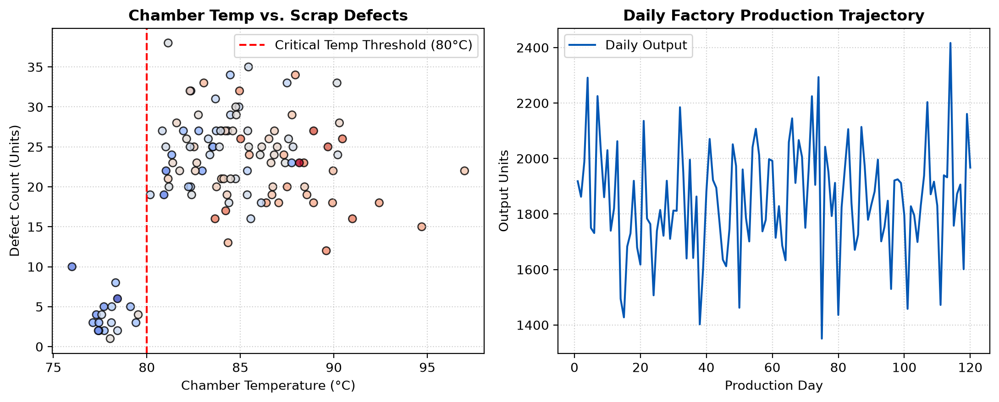 Chamber Temp vs. Scrap Defects
Critical Temp Threshold (80°C)
Defect Count (Units)
35
30
25
20
15
10
5
0
75 80 85 90 95
Chamber Temperature (°C)
Daily Factory Production Trajectory
Daily Output
Output Units
2400
2200
2000
1800
1600
1400
0 20 40 60 80 100 120
Production Day